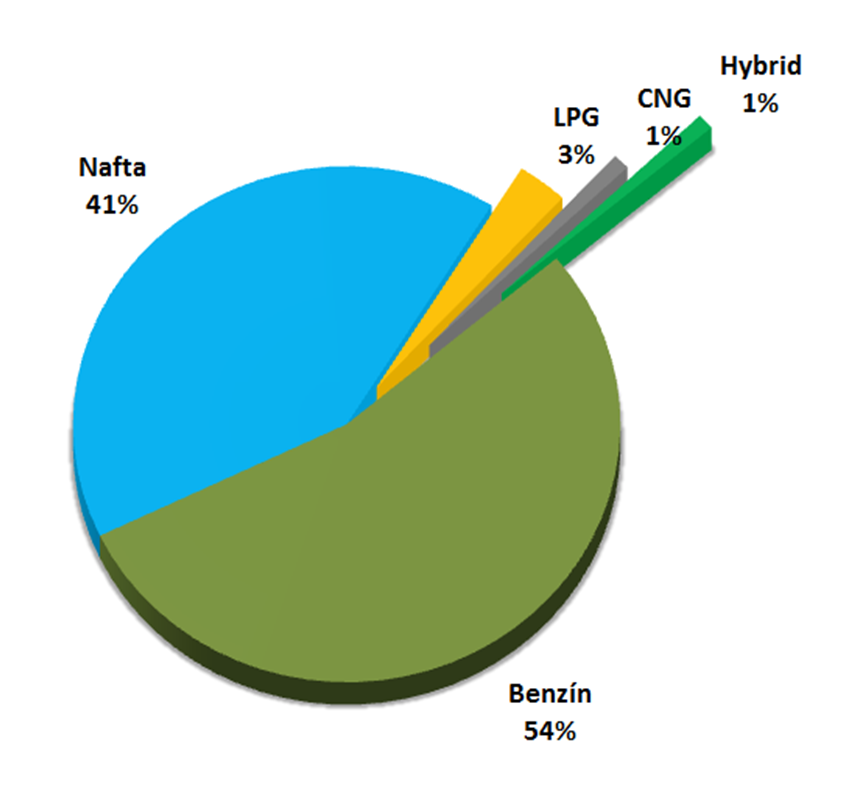 Hybrid
1%
CNG
1%
LPG
3%
Nafta
41%
Benzín
54%